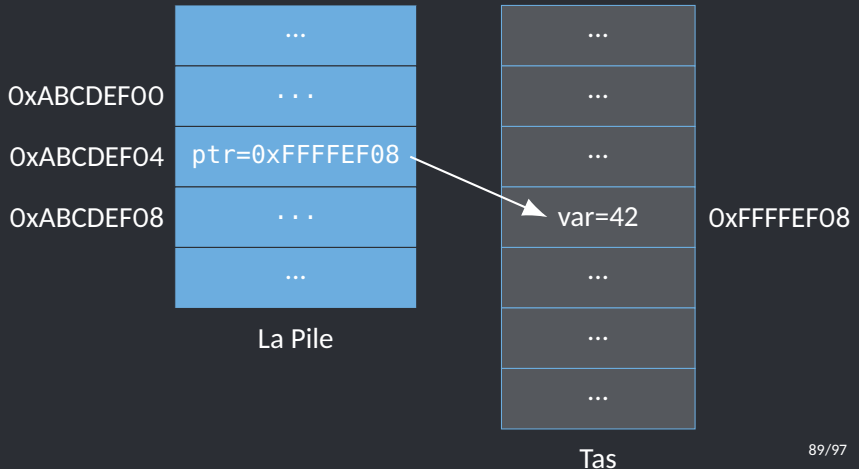 ...
...
0xABCDEF00
...
...
0xABCDEF04
ptr=0xFFFFEF08
...
0xABCDEF08
...
var=42
0xFFFFEF08
...
...
La Pile
...
...
Tas
89/97